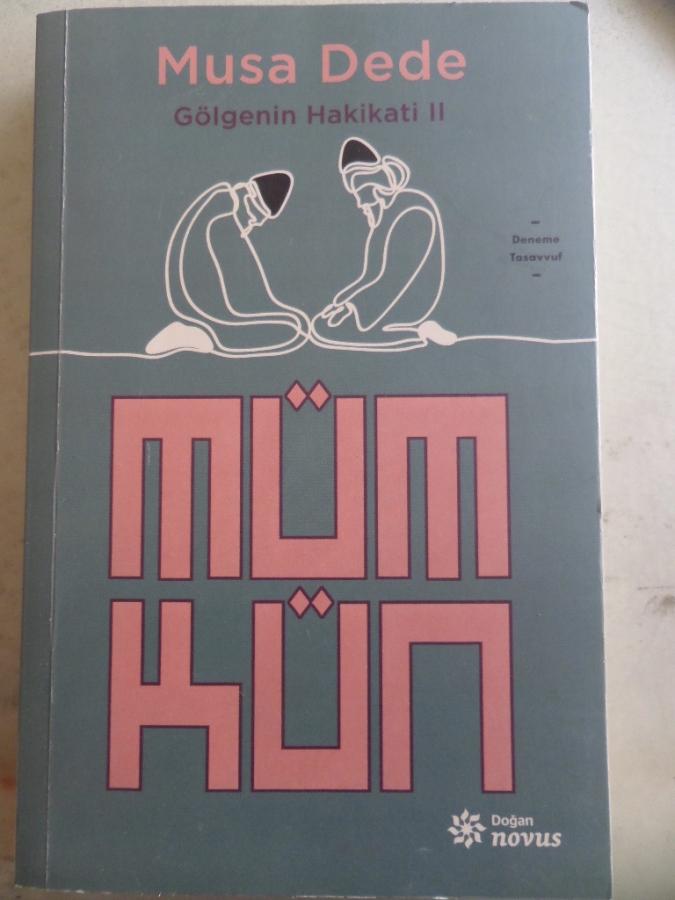 Musa Dede
Gölgenin Hakikati II
Deneme
Tasavvuf
MÜM
KÜN
Doğan
novus